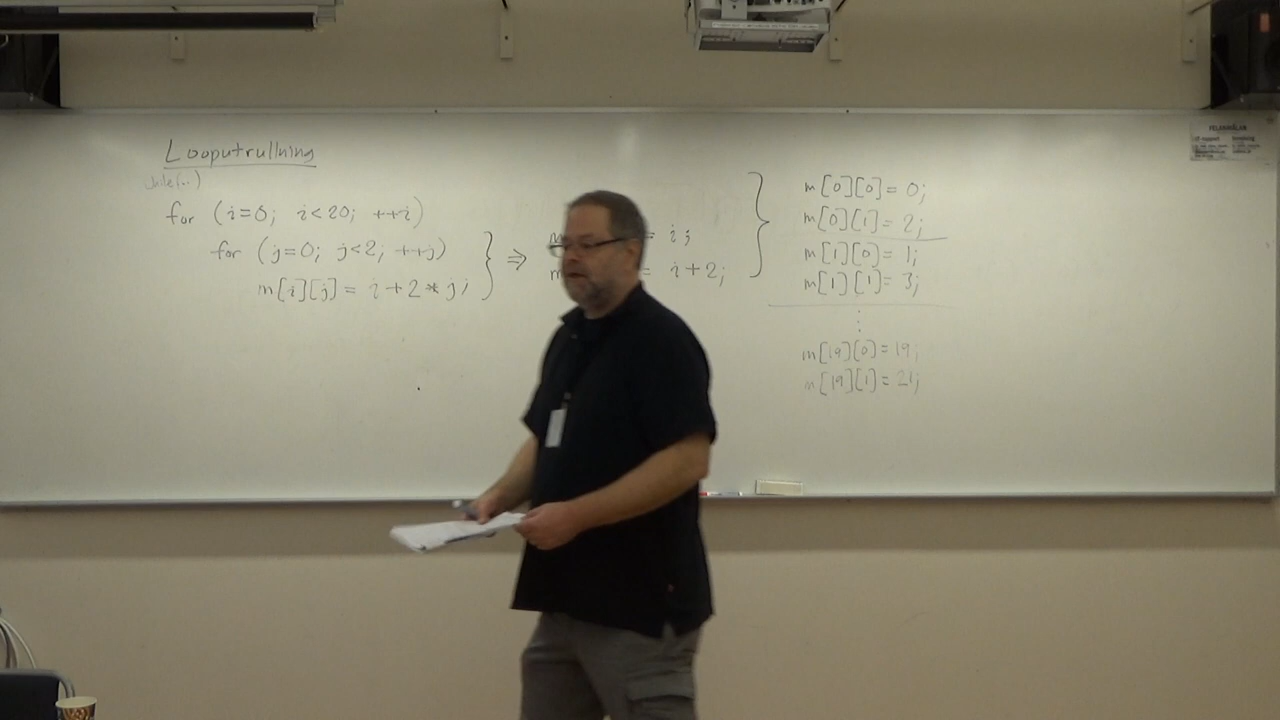 Looputrullning
for (i=0; i<20; ++i)
for (j=0; j<2; ++j)
m[i][j] = i+2*j;
} ⇒
m = i;
m = i+2;
}
m[0][0] = 0;
m[0][1] = 2;
m[1][0] = 1;
m[1][1] = 3;
⋮
m[19][0] = 19;
m[19][1] = 21;
FELANMÄLAN